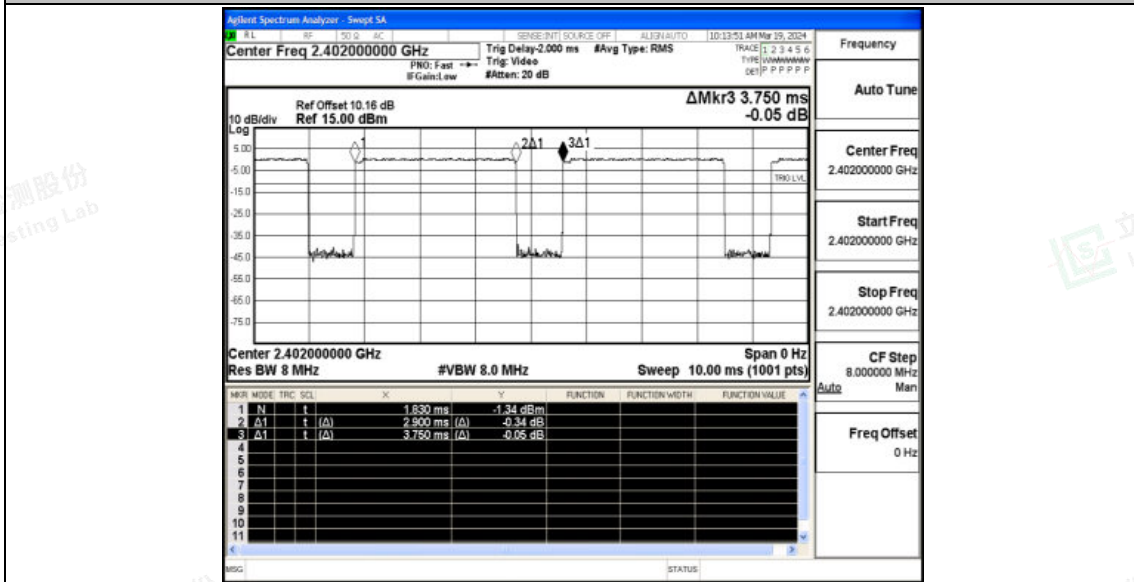 Agilent Spectrum Analyzer - Swept SA
RL RF 50 Ω AC SENSE:INT SOURCE OFF ALIGNAUTO 10:13:51 AM Mar 19, 2024
Center Freq 2.402000000 GHz
PNO: Fast
IFGain:Low
Trig Delay-2.000 ms #Avg Type: RMS
Trig: Video
#Atten: 20 dB
TRACE 1 2 3 4 5 6
TYPE
DET P P P P P P
Frequency
Auto Tune
Center Freq
2.402000000 GHz
Start Freq
2.402000000 GHz
Stop Freq
2.402000000 GHz
CF Step
8.000000 MHz
Auto Man
Freq Offset
0 Hz
ΔMkr3 3.750 ms
-0.05 dB
Ref Offset 10.16 dB
10 dB/div Ref 15.00 dBm
Log
1 2Δ1 3Δ1
5.00
-5.00
TRIG LVL
-15.0
-25.0
-35.0
-45.0
-55.0
-65.0
-75.0
Center 2.402000000 GHz Span 0 Hz
Res BW 8 MHz #VBW 8.0 MHz Sweep 10.00 ms (1001 pts)
MKR MODE TRC SCL X Y FUNCTION FUNCTION WIDTH FUNCTION VALUE
1 N t 1.830 ms -1.34 dBm
2 Δ1 t (Δ) 2.900 ms (Δ) -0.34 dB
3 Δ1 t (Δ) 3.750 ms (Δ) -0.05 dB
4
5
6
7
8
9
10
11
MSG STATUS
测股份
sting Lab
立